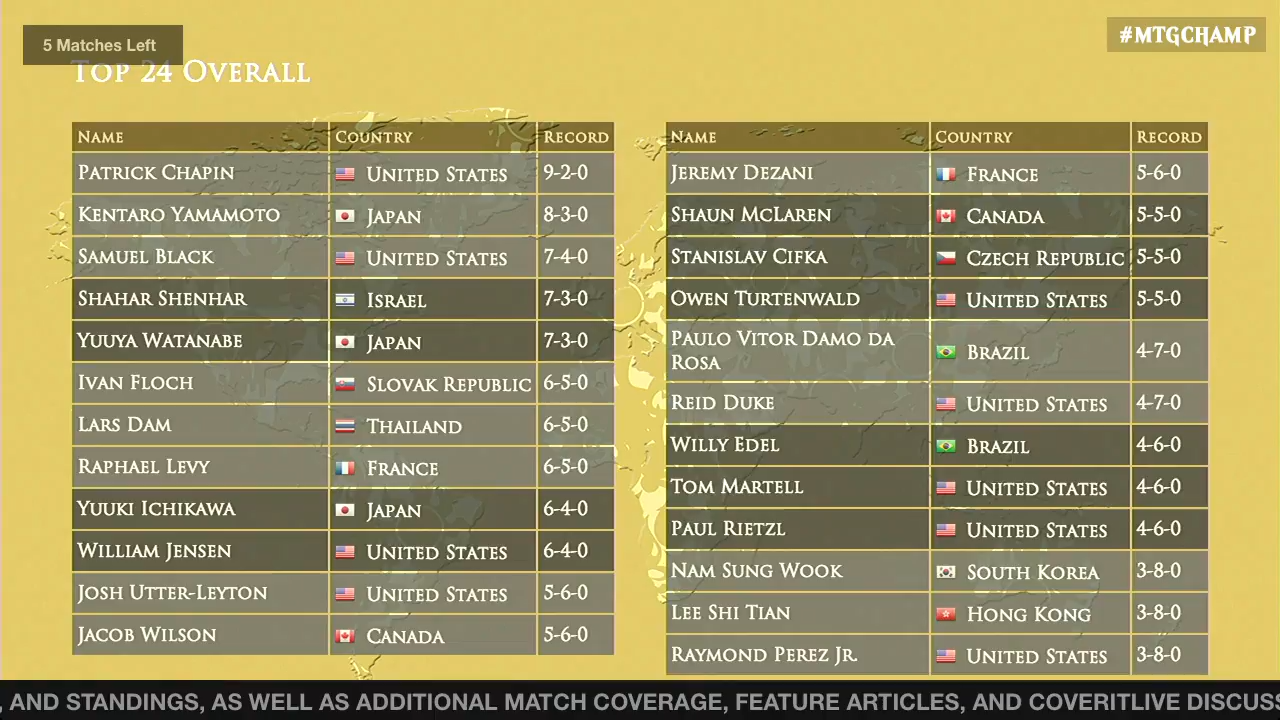 5 Matches Left
#MTGCHAMP
Top 24 Overall
Name Country Record
Patrick Chapin United States 9-2-0
Kentaro Yamamoto Japan 8-3-0
Samuel Black United States 7-4-0
Shahar Shenhar Israel 7-3-0
Yuuya Watanabe Japan 7-3-0
Ivan Floch Slovak Republic 6-5-0
Lars Dam Thailand 6-5-0
Raphael Levy France 6-5-0
Yuuki Ichikawa Japan 6-4-0
William Jensen United States 6-4-0
Josh Utter-Leyton United States 5-6-0
Jacob Wilson Canada 5-6-0
Name Country Record
Jeremy Dezani France 5-6-0
Shaun McLaren Canada 5-5-0
Stanislav Cifka Czech Republic 5-5-0
Owen Turtenwald United States 5-5-0
Paulo Vitor Damo da
Rosa Brazil 4-7-0
Reid Duke United States 4-7-0
Willy Edel Brazil 4-6-0
Tom Martell United States 4-6-0
Paul Rietzl United States 4-6-0
Nam Sung Wook South Korea 3-8-0
Lee Shi Tian Hong Kong 3-8-0
Raymond Perez Jr. United States 3-8-0
, AND STANDINGS, AS WELL AS ADDITIONAL MATCH COVERAGE, FEATURE ARTICLES, AND COVERITLIVE DISCUSS